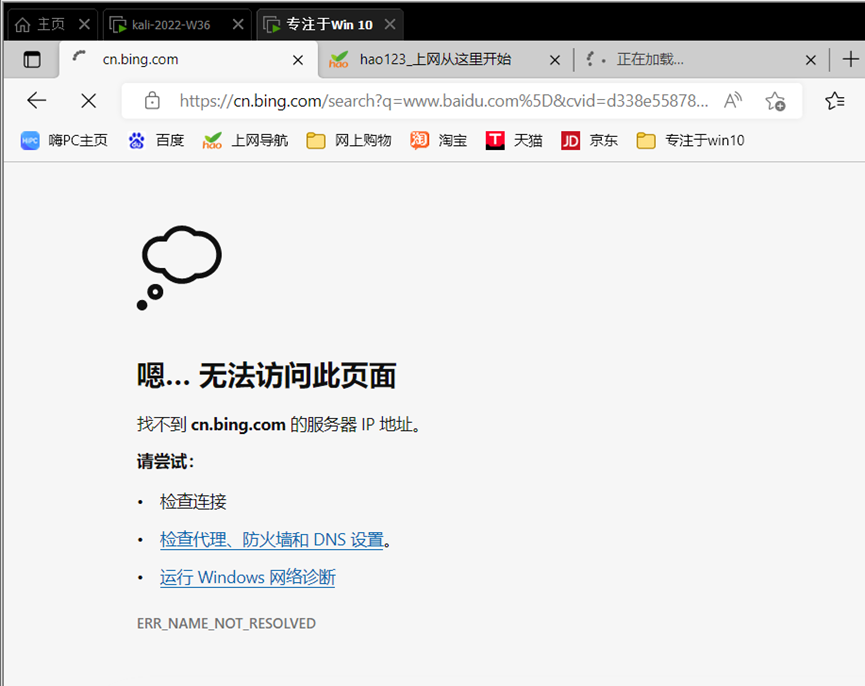 主页 kali-2022-W36 专注于Win 10
cn.bing.com hao123_上网从这里开始 正在加载...
https://cn.bing.com/search?q=www.baidu.com%5D&cvid=d338e55878...
嗨PC主页 百度 上网导航 网上购物 淘宝 天猫 京东 专注于win10
嗯… 无法访问此页面
找不到 cn.bing.com 的服务器 IP 地址。
请尝试：
• 检查连接
• 检查代理、防火墙和 DNS 设置。
• 运行 Windows 网络诊断
ERR_NAME_NOT_RESOLVED